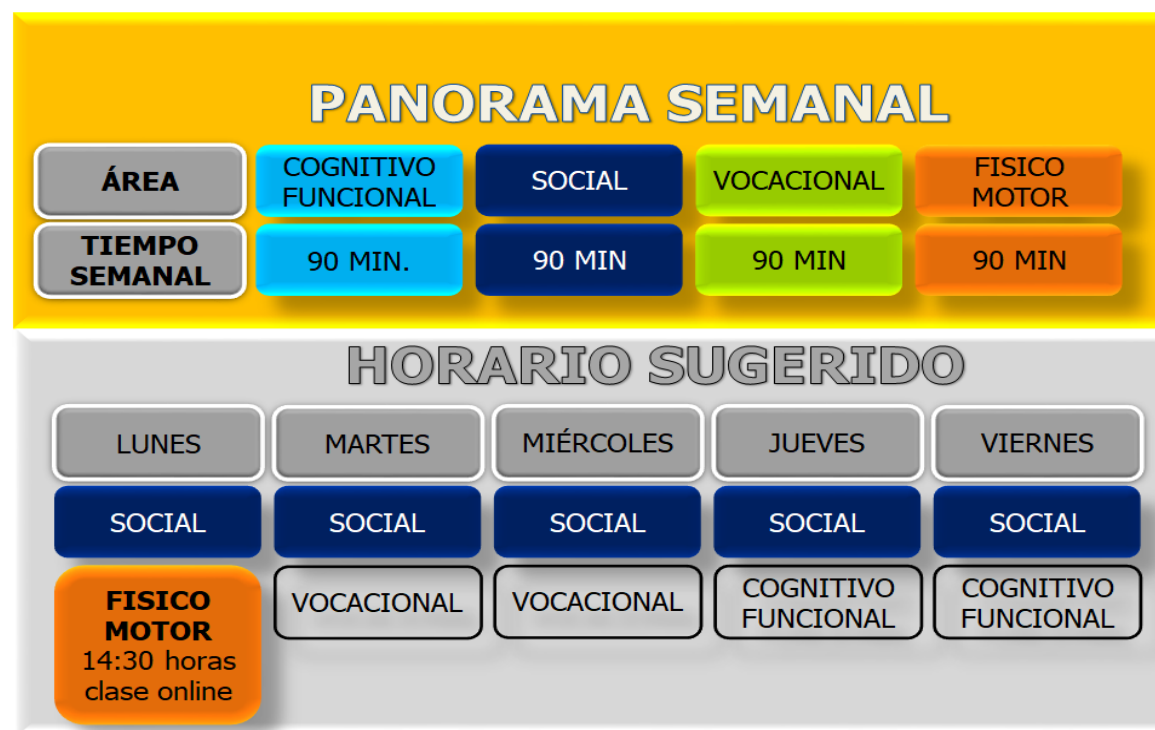 PANORAMA SEMANAL
ÁREA
COGNITIVO
FUNCIONAL
SOCIAL
VOCACIONAL
FISICO
MOTOR
TIEMPO
SEMANAL
90 MIN.
90 MIN
90 MIN
90 MIN
HORARIO SUGERIDO
LUNES
MARTES
MIÉRCOLES
JUEVES
VIERNES
SOCIAL
SOCIAL
SOCIAL
SOCIAL
SOCIAL
FISICO
MOTOR
14:30 horas
clase online
VOCACIONAL
VOCACIONAL
COGNITIVO
FUNCIONAL
COGNITIVO
FUNCIONAL